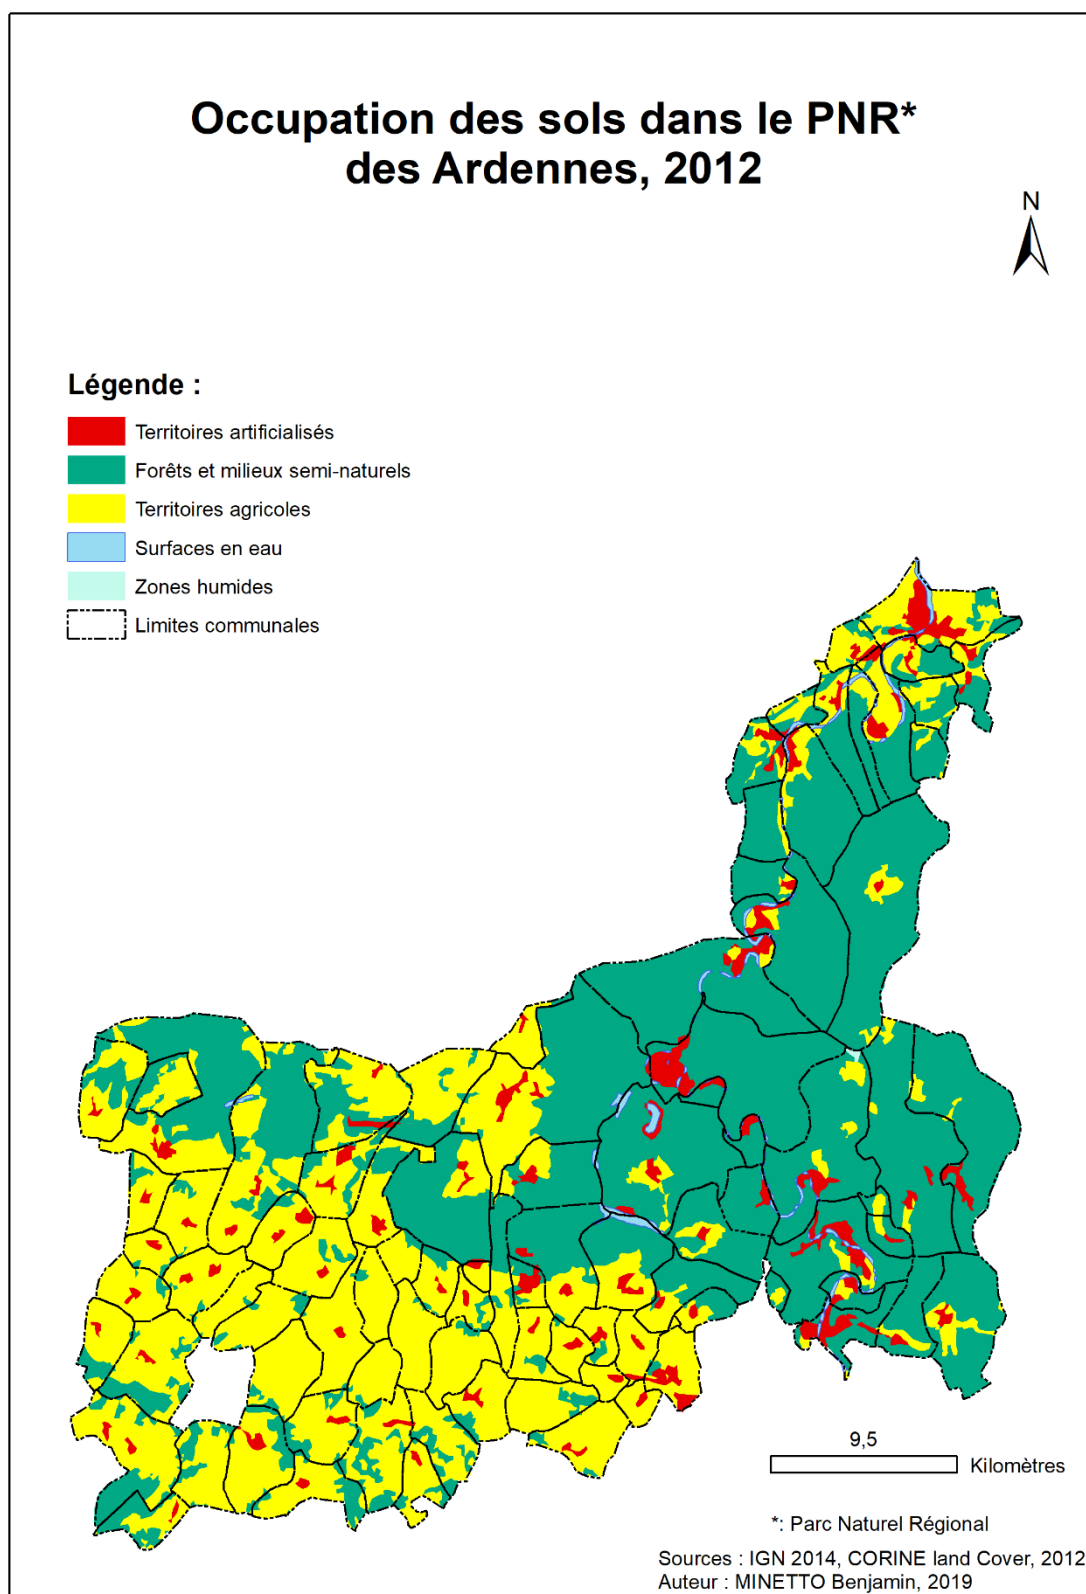 Occupation des sols dans le PNR*
des Ardennes, 2012
N
Légende :
Territoires artificialisés
Forêts et milieux semi-naturels
Territoires agricoles
Surfaces en eau
Zones humides
Limites communales
9,5
Kilomètres
*: Parc Naturel Régional
Sources : IGN 2014, CORINE land Cover, 2012
Auteur : MINETTO Benjamin, 2019